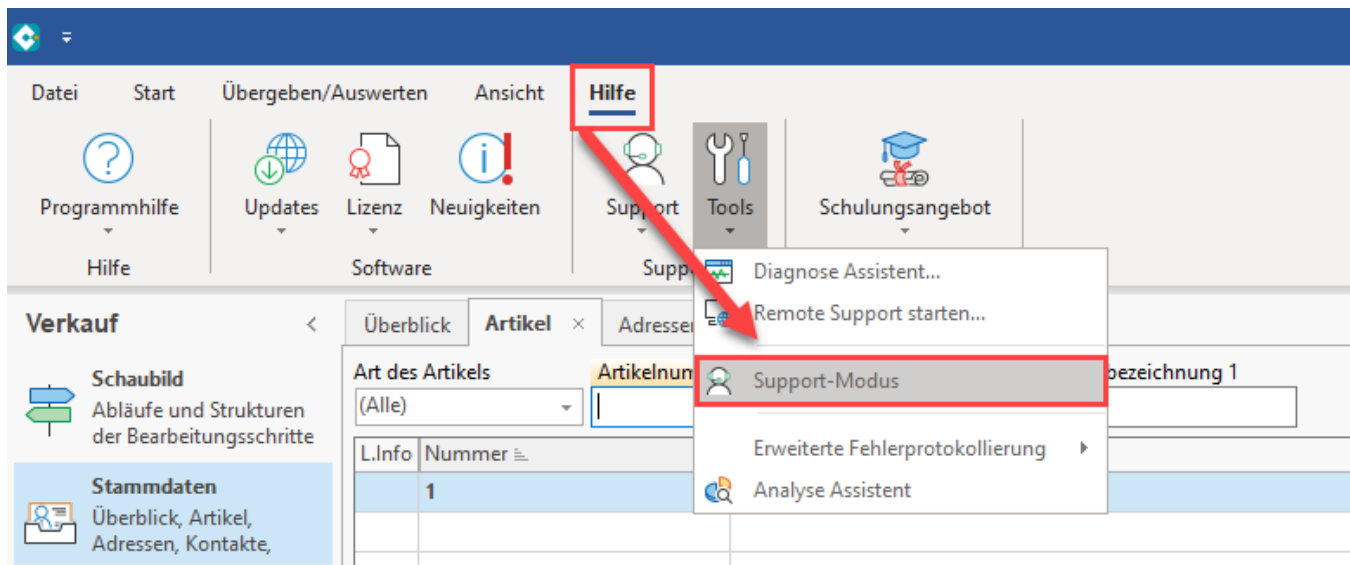 Datei Start Übergeben/Auswerten Ansicht Hilfe
Programmhilfe Updates Lizenz Neuigkeiten Support Tools Schulungsangebot
Hilfe Software
Diagnose Assistent...
Remote Support starten...
Support-Modus
Erweiterte Fehlerprotokollierung
Analyse Assistent
Verkauf
Schaubild
Abläufe und Strukturen
der Bearbeitungsschritte
Stammdaten
Überblick, Artikel,
Adressen, Kontakte,
Überblick Artikel Adressen
Art des Artikels
(Alle)
L.Info Nummer
1